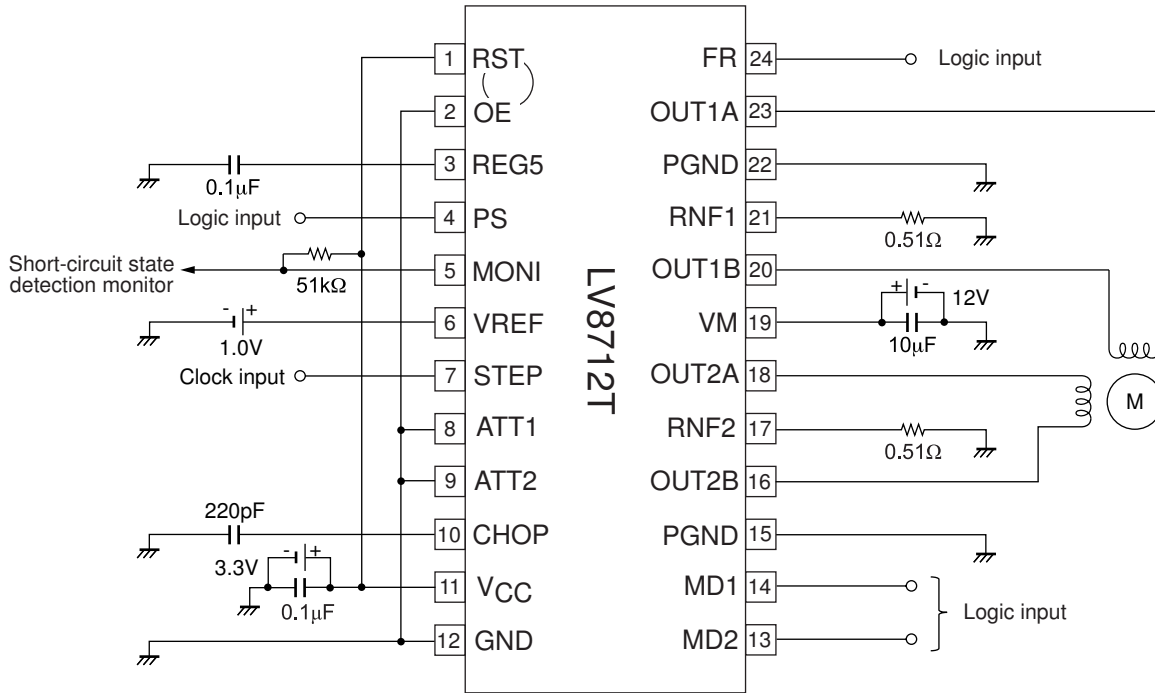 1 RST
2 OE
3 REG5
0.1µF
Logic input
4 PS
Short-circuit state
detection monitor
51kΩ
5 MONI
- +
1.0V
6 VREF
Clock input
7 STEP
8 ATT1
9 ATT2
220pF
10 CHOP
- +
3.3V
0.1µF
11 VCC
12 GND
LV8712T
FR 24
Logic input
OUT1A 23
PGND 22
RNF1 21
0.51Ω
OUT1B 20
+ -
12V
VM 19
10µF
OUT2A 18
M
RNF2 17
0.51Ω
OUT2B 16
PGND 15
MD1 14
Logic input
MD2 13